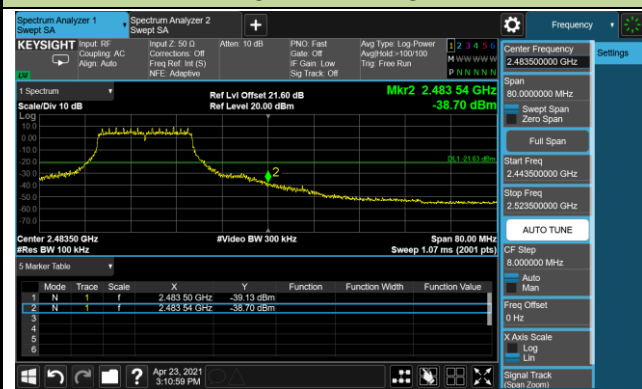 Spectrum Analyzer 1
Swept SA
Spectrum Analyzer 2
Swept SA
+
Frequency
KEYSIGHT
Input: RF
Coupling: AC
Align: Auto
Input Z: 50 Ω
Corrections: Off
Freq Ref: Int (S)
NFE: Adaptive
Atten: 10 dB
PNO: Fast
Gate: Off
IF Gain: Low
Sig Track: Off
Avg Type: Log-Power
Avg|Hold:>100/100
Trig: Free Run
1 2 3 4 5 6
M W W W W W
P N N N N N
LXI
1 Spectrum
Scale/Div 10 dB
Ref Lvl Offset 21.60 dB
Ref Level 20.00 dBm
Mkr2 2.483 54 GHz
-38.70 dBm
Log
10.0
0.00
-10.0
-20.0
-30.0
-40.0
-50.0
-60.0
-70.0
DL1 -21.63 dBm
2
Center 2.48350 GHz
#Res BW 100 kHz
#Video BW 300 kHz
Span 80.00 MHz
Sweep 1.07 ms (2001 pts)
5 Marker Table
Mode Trace Scale X Y Function Function Width Function Value
1 N 1 f 2.483 50 GHz -39.13 dBm
2 N 1 f 2.483 54 GHz -38.70 dBm
3
4
5
6
?
Apr 23, 2021
3:10:59 PM
Center Frequency
2.483500000 GHz
Settings
Span
80.0000000 MHz
Swept Span
Zero Span
Full Span
Start Freq
2.443500000 GHz
Stop Freq
2.523500000 GHz
AUTO TUNE
CF Step
8.000000 MHz
Auto
Man
Freq Offset
0 Hz
X Axis Scale
Log
Lin
Signal Track
(Span Zoom)